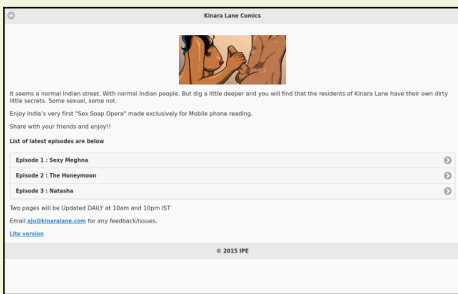 Kinara Lane Comics
It seems a normal Indian street. With normal Indian people. But dig a little deeper and you will find that the residents of Kinara Lane have their own dirty
little secrets. Some sexual, some not.
Enjoy India's very first "Sex Soap Opera" made exclusively for Mobile phone reading.
Share with your friends and enjoy!!
List of latest episodes are below
Episode 1 : Sexy Meghna
Episode 2 : The Honeymoon
Episode 3 : Natasha
Two pages will be Updated DAILY at 10am and 10pm IST
Email aju@kinaralane.com for any feedback/issues.
Lite version
© 2015 IPE